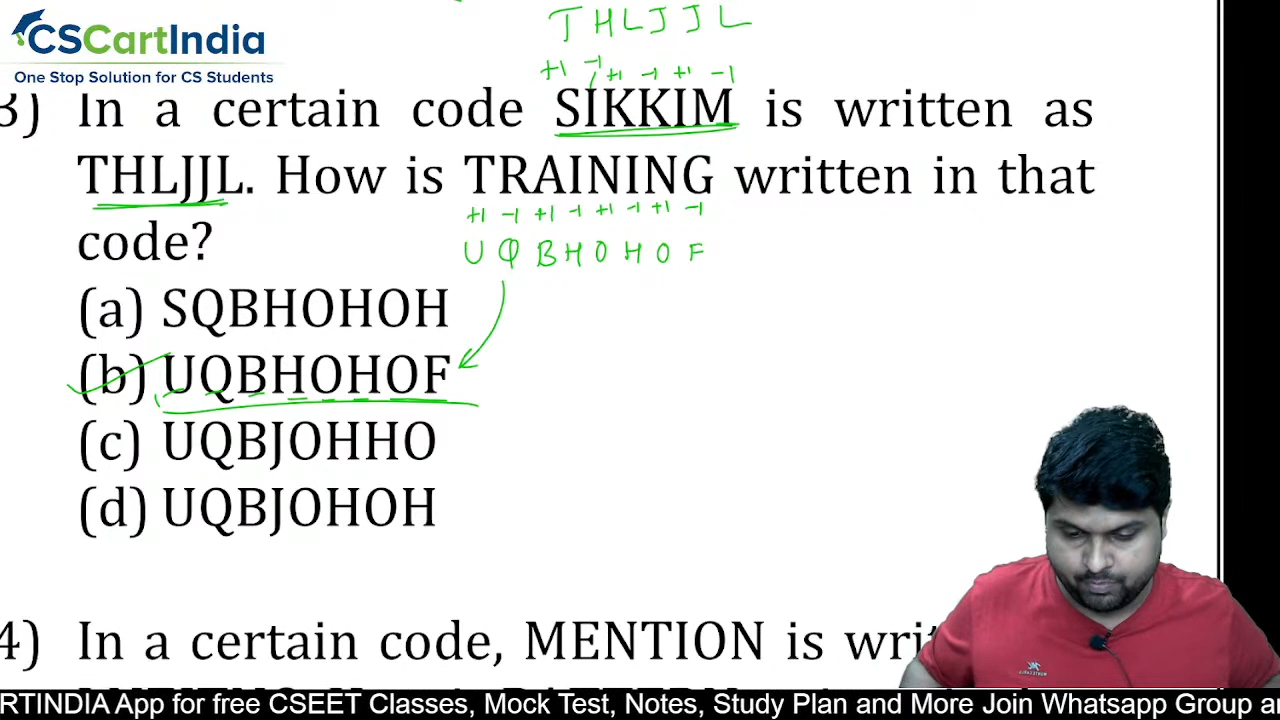 CSCartIndia
One Stop Solution for CS Students
T H L J J L
+1 -1 +1 -1 +1 -1
3) In a certain code SIKKIM is written as
THLJJL. How is TRAINING written in that
+1 -1 +1 -1 +1 -1 +1 -1
code? U Q B H O H O F
(a) SQBHOHOH
(b) UQBHOHOF
(c) UQBJOHHO
(d) UQBJOHOH
4) In a certain code, MENTION is
RTINDIA App for free CSEET Classes, Mock Test, Notes, Study Plan and More Join Whatsapp Group a